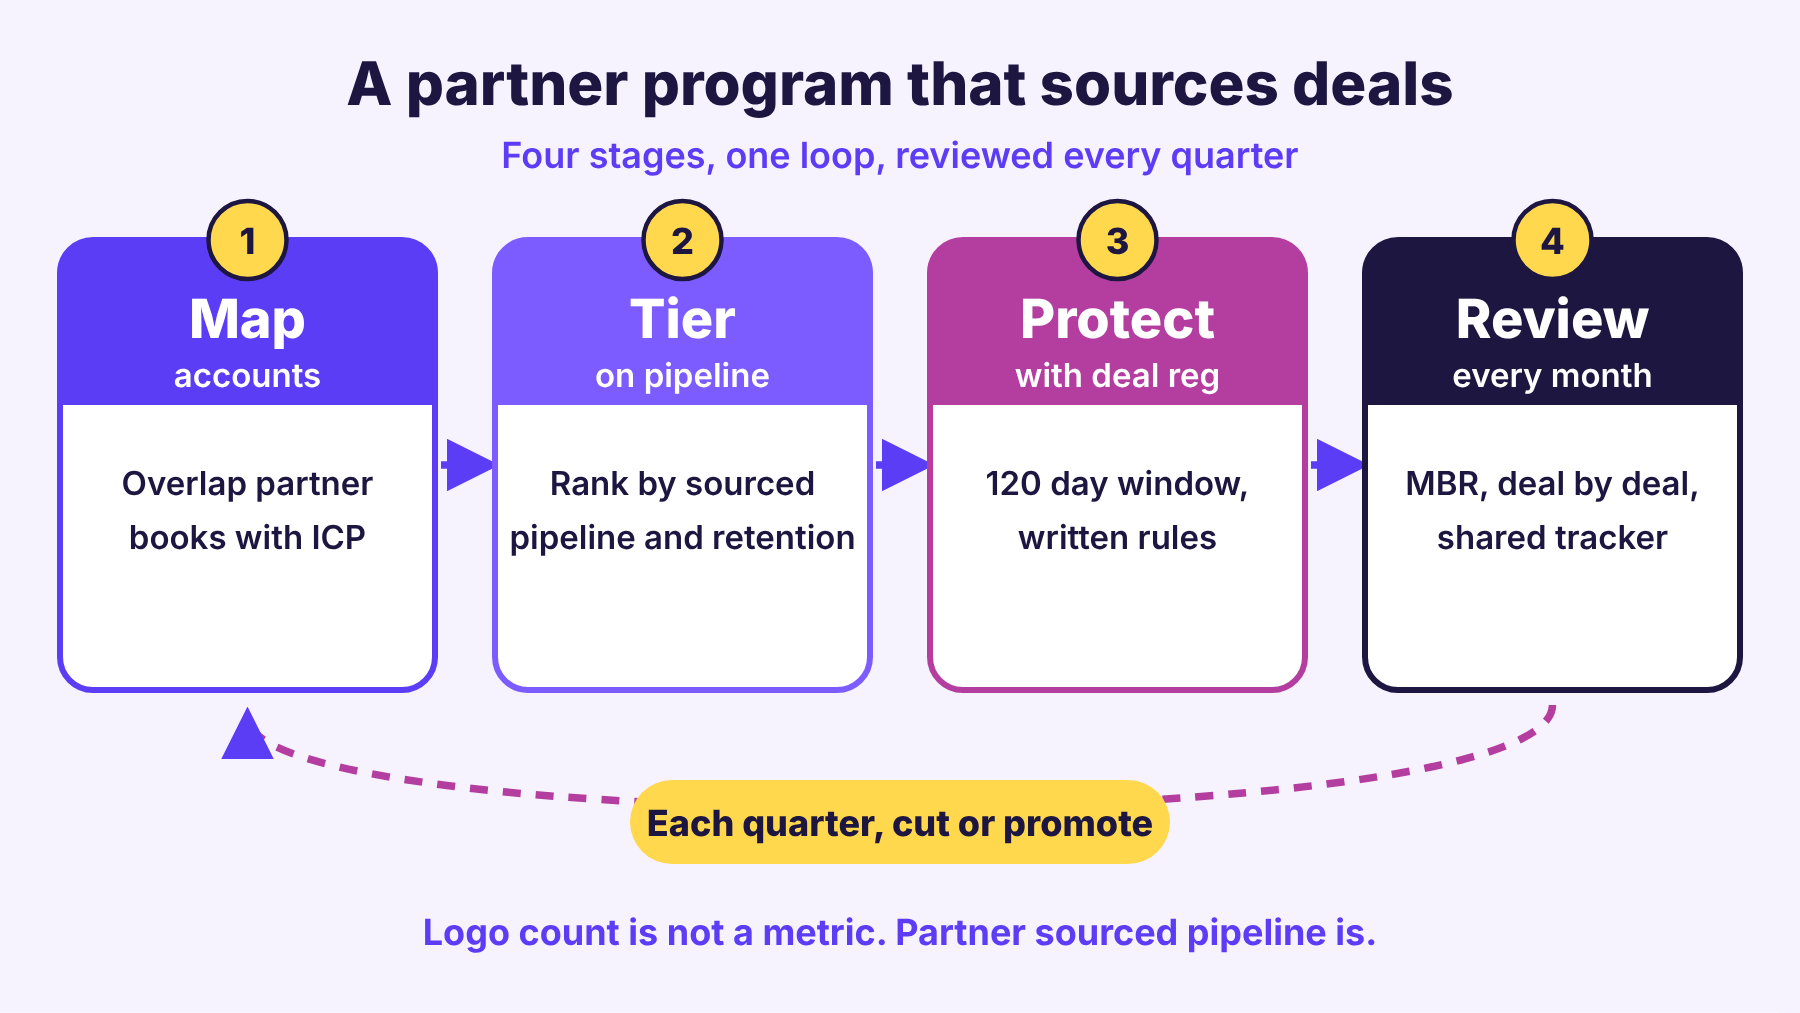 A partner program that sources deals
Four stages, one loop, reviewed every quarter
1
Map
accounts
Overlap partner
books with ICP
2
Tier
on pipeline
Rank by sourced
pipeline and retention
3
Protect
with deal reg
120 day window,
written rules
4
Review
every month
MBR, deal by deal,
shared tracker
Each quarter, cut or promote
Logo count is not a metric. Partner sourced pipeline is.